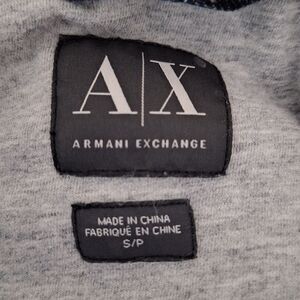 A|X
ARMANI EXCHANGE
MADE IN CHINA
FABRIQUÉ EN CHINE
S/P